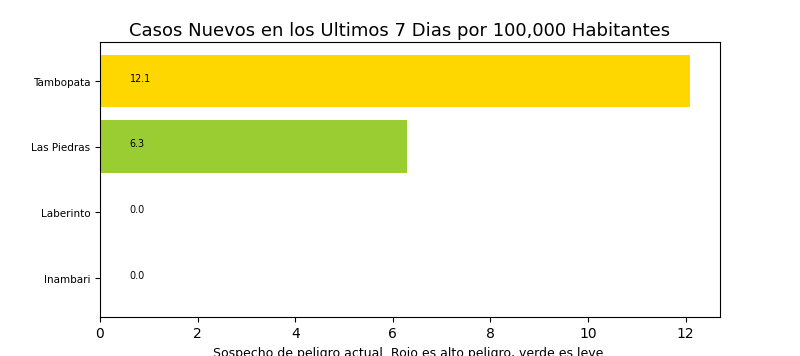 Casos Nuevos en los Ultimos 7 Dias por 100,000 Habitantes
Tambopata 12.1
Las Piedras 6.3
Laberinto 0.0
Inambari 0.0
0 2 4 6 8 10 12
Sospecho de peligro actual. Rojo es alto peligro, verde es leve